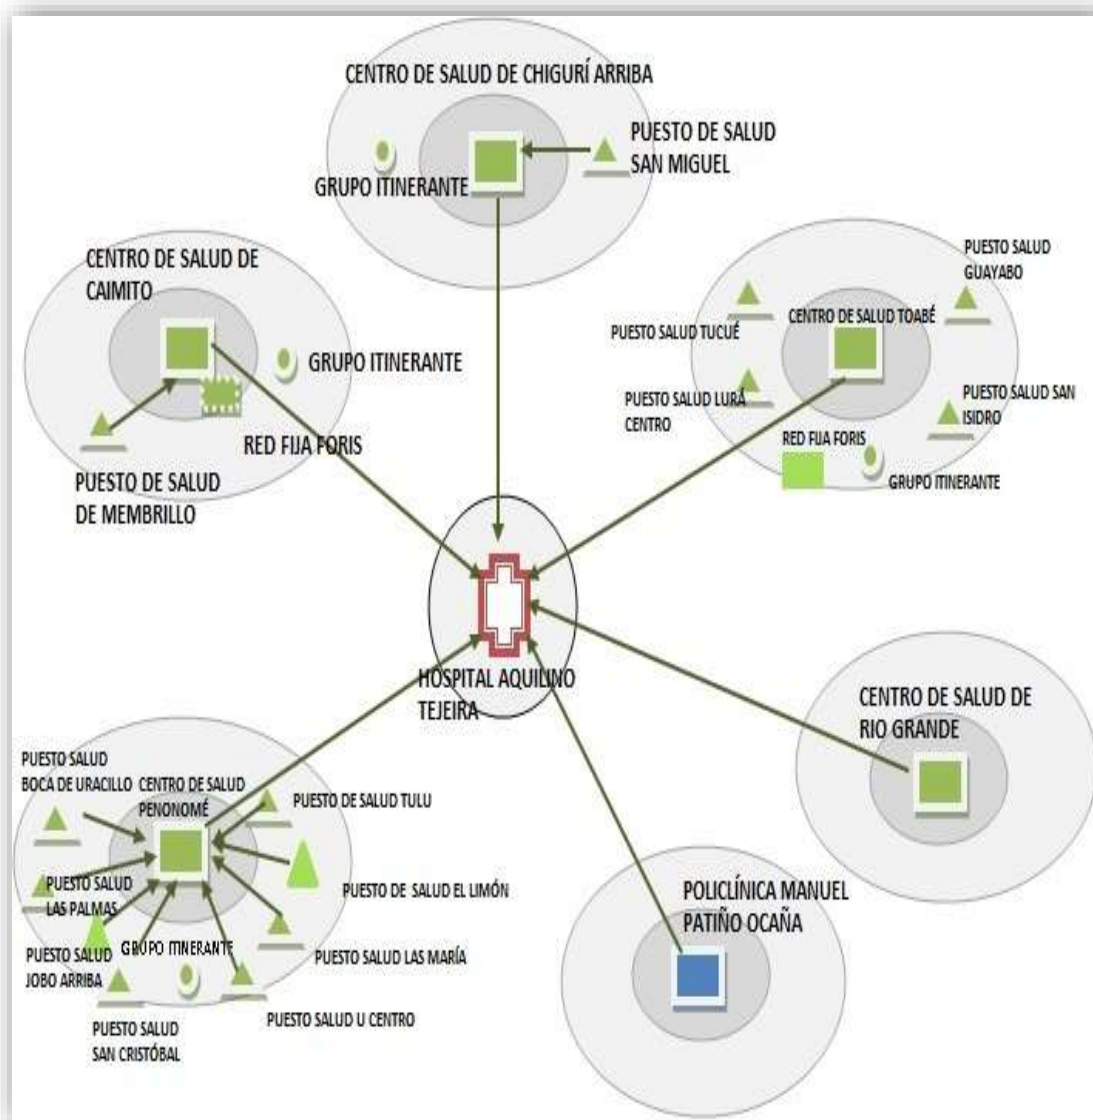 CENTRO DE SALUD DE CHIGURÍ ARRIBA
PUESTO DE SALUD
SAN MIGUEL
GRUPO ITINERANTE
CENTRO DE SALUD DE
CAIMITO
GRUPO ITINERANTE
RED FIJA FORIS
PUESTO DE SALUD
DE MEMBRILLO
PUESTO SALUD
GUAYABO
CENTRO DE SALUD TOABÉ
PUESTO SALUD TUCUÉ
PUESTO SALUD LURÁ
CENTRO
PUESTO SALUD SAN
ISIDRO
RED FIJA FORIS
GRUPO ITINERANTE
HOSPITAL AQUILINO
TEJEIRA
CENTRO DE SALUD DE
RIO GRANDE
POLICLÍNICA MANUEL
PATIÑO OCAÑA
PUESTO SALUD
BOCA DE URACILLO
CENTRO DE SALUD
PENONOMÉ
PUESTO DE SALUD TULU
PUESTO DE SALUD EL LIMÓN
PUESTO SALUD
LAS PALMAS
PUESTO SALUD
JOBO ARRIBA
GRUPO ITINERANTE
PUESTO SALUD LAS MARÍA
PUESTO SALUD U CENTRO
PUESTO SALUD
SAN CRISTÓBAL